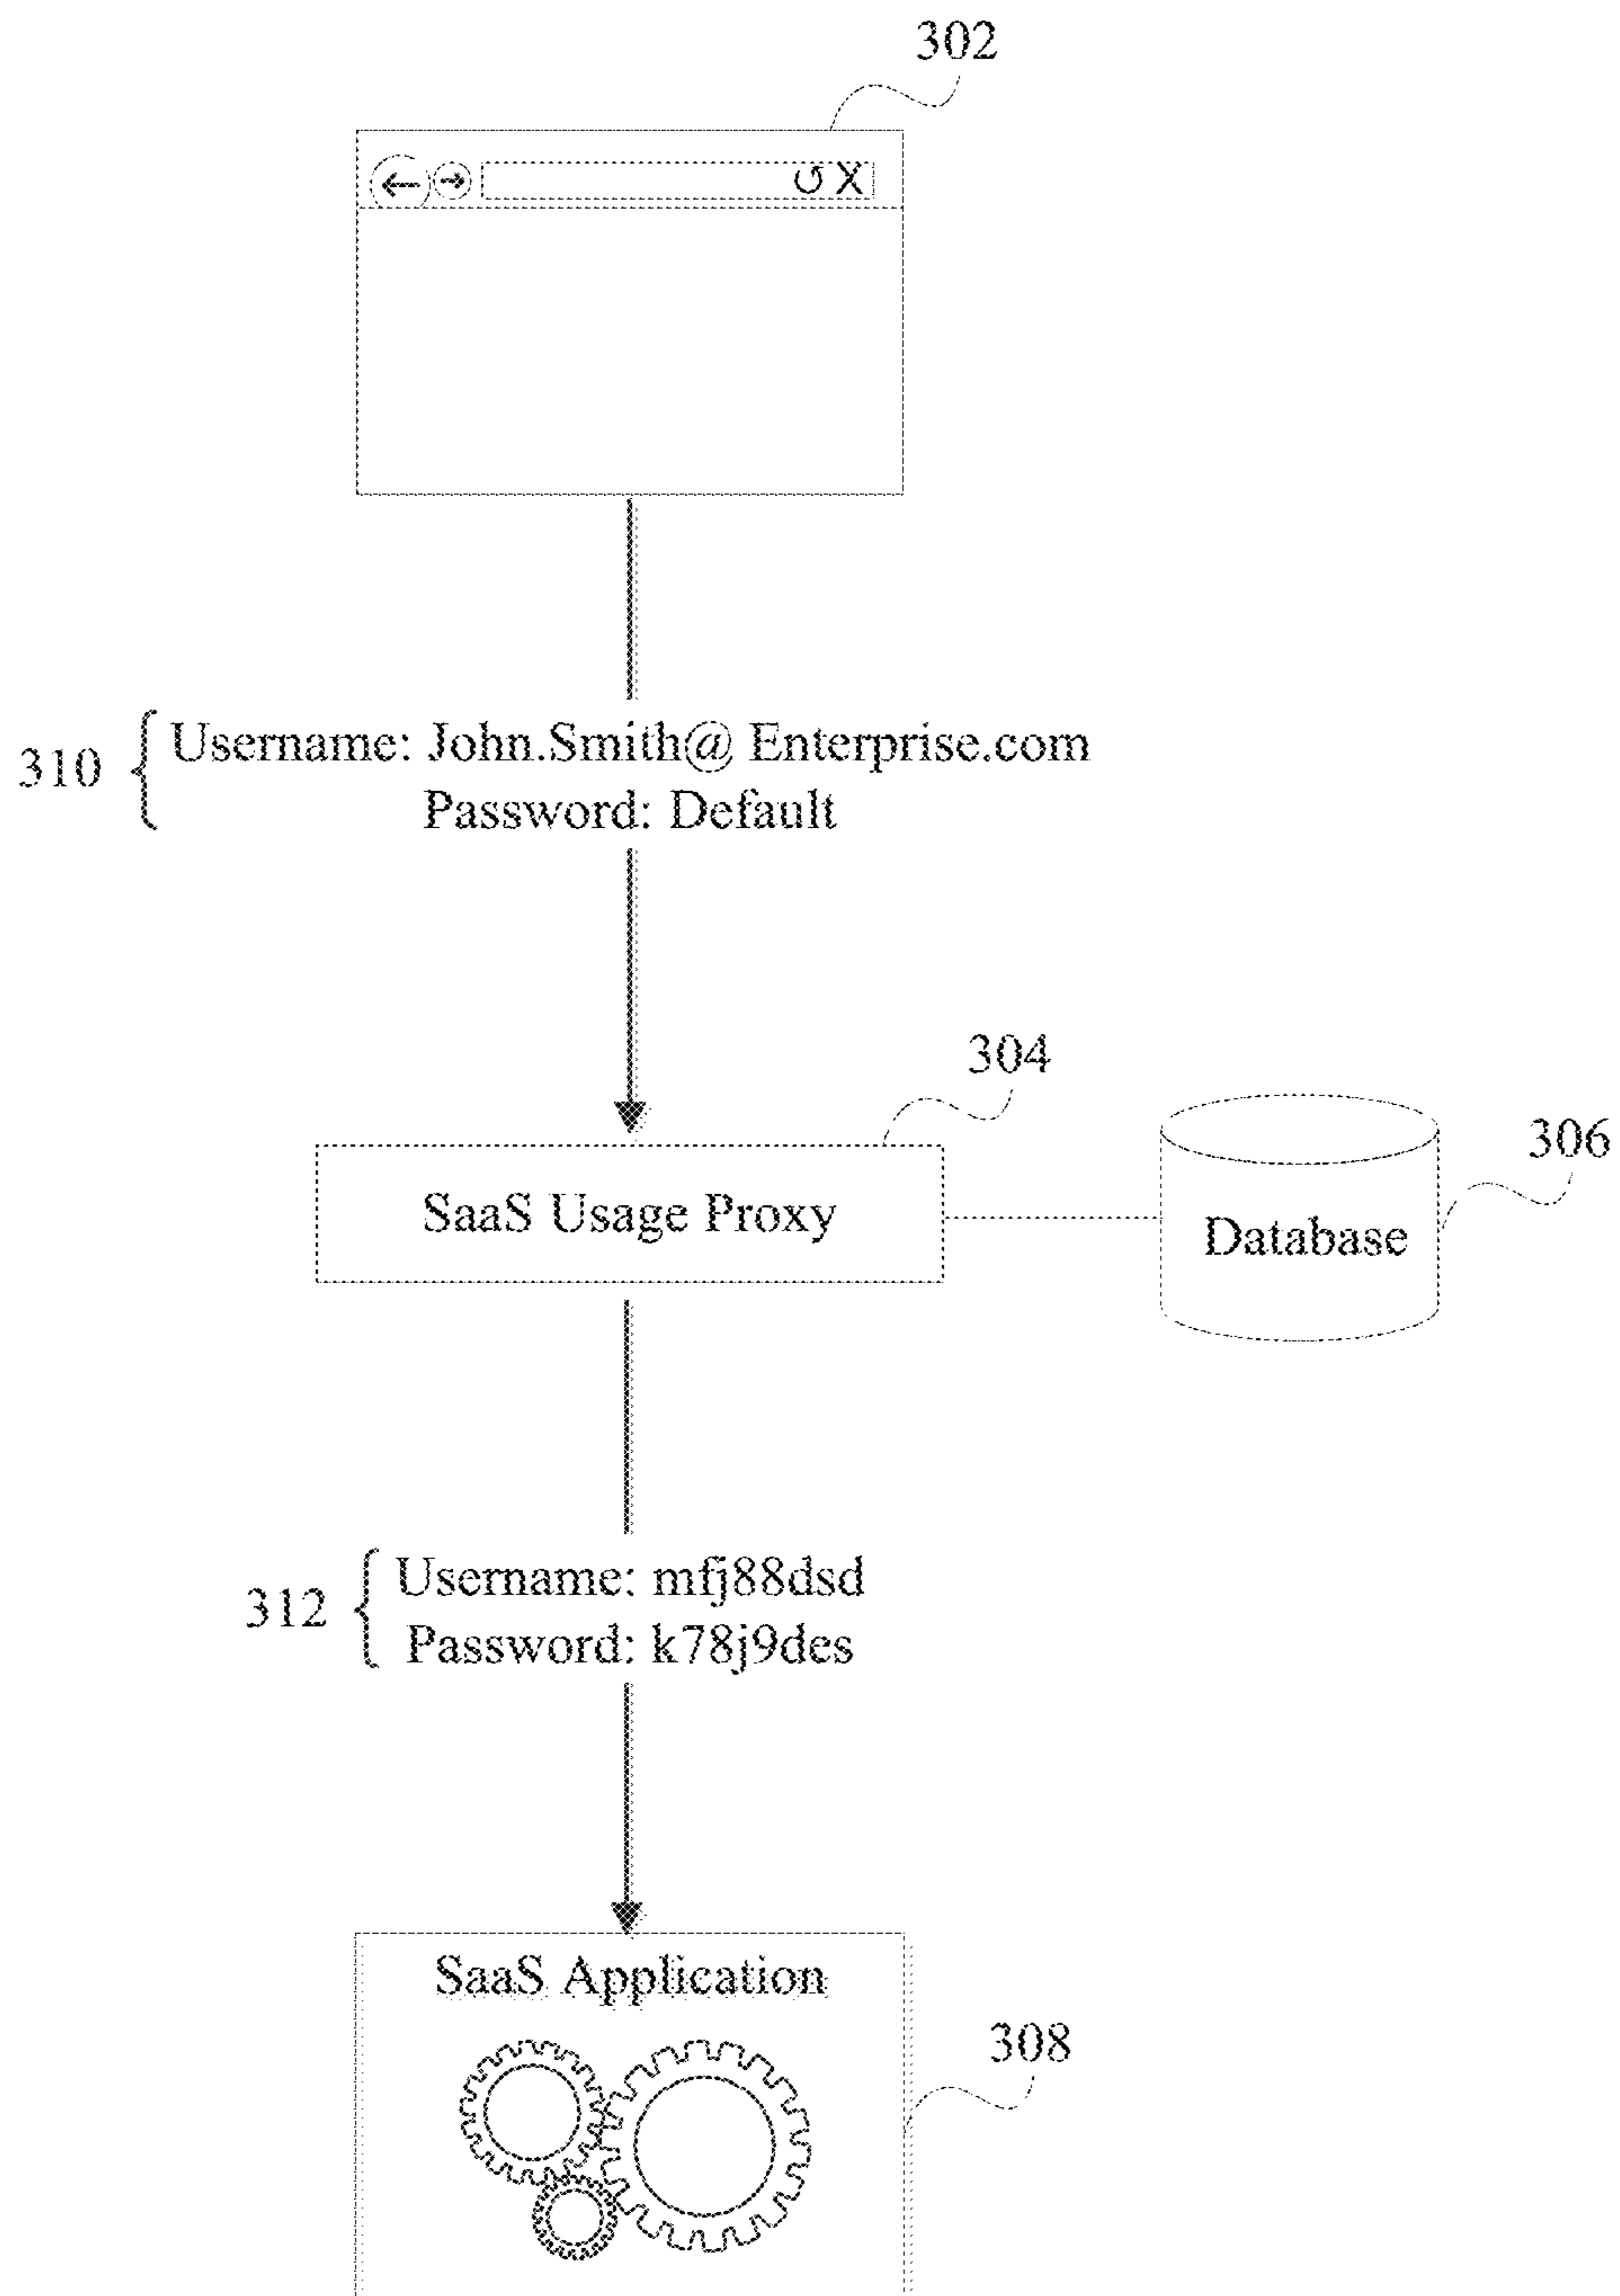 302
310
Username: John.Smith@ Enterprise.com
Password: Default
304
SaaS Usage Proxy
306
Database
312
Username: mfj88dsd
Password: k78j9des
SaaS Application
308